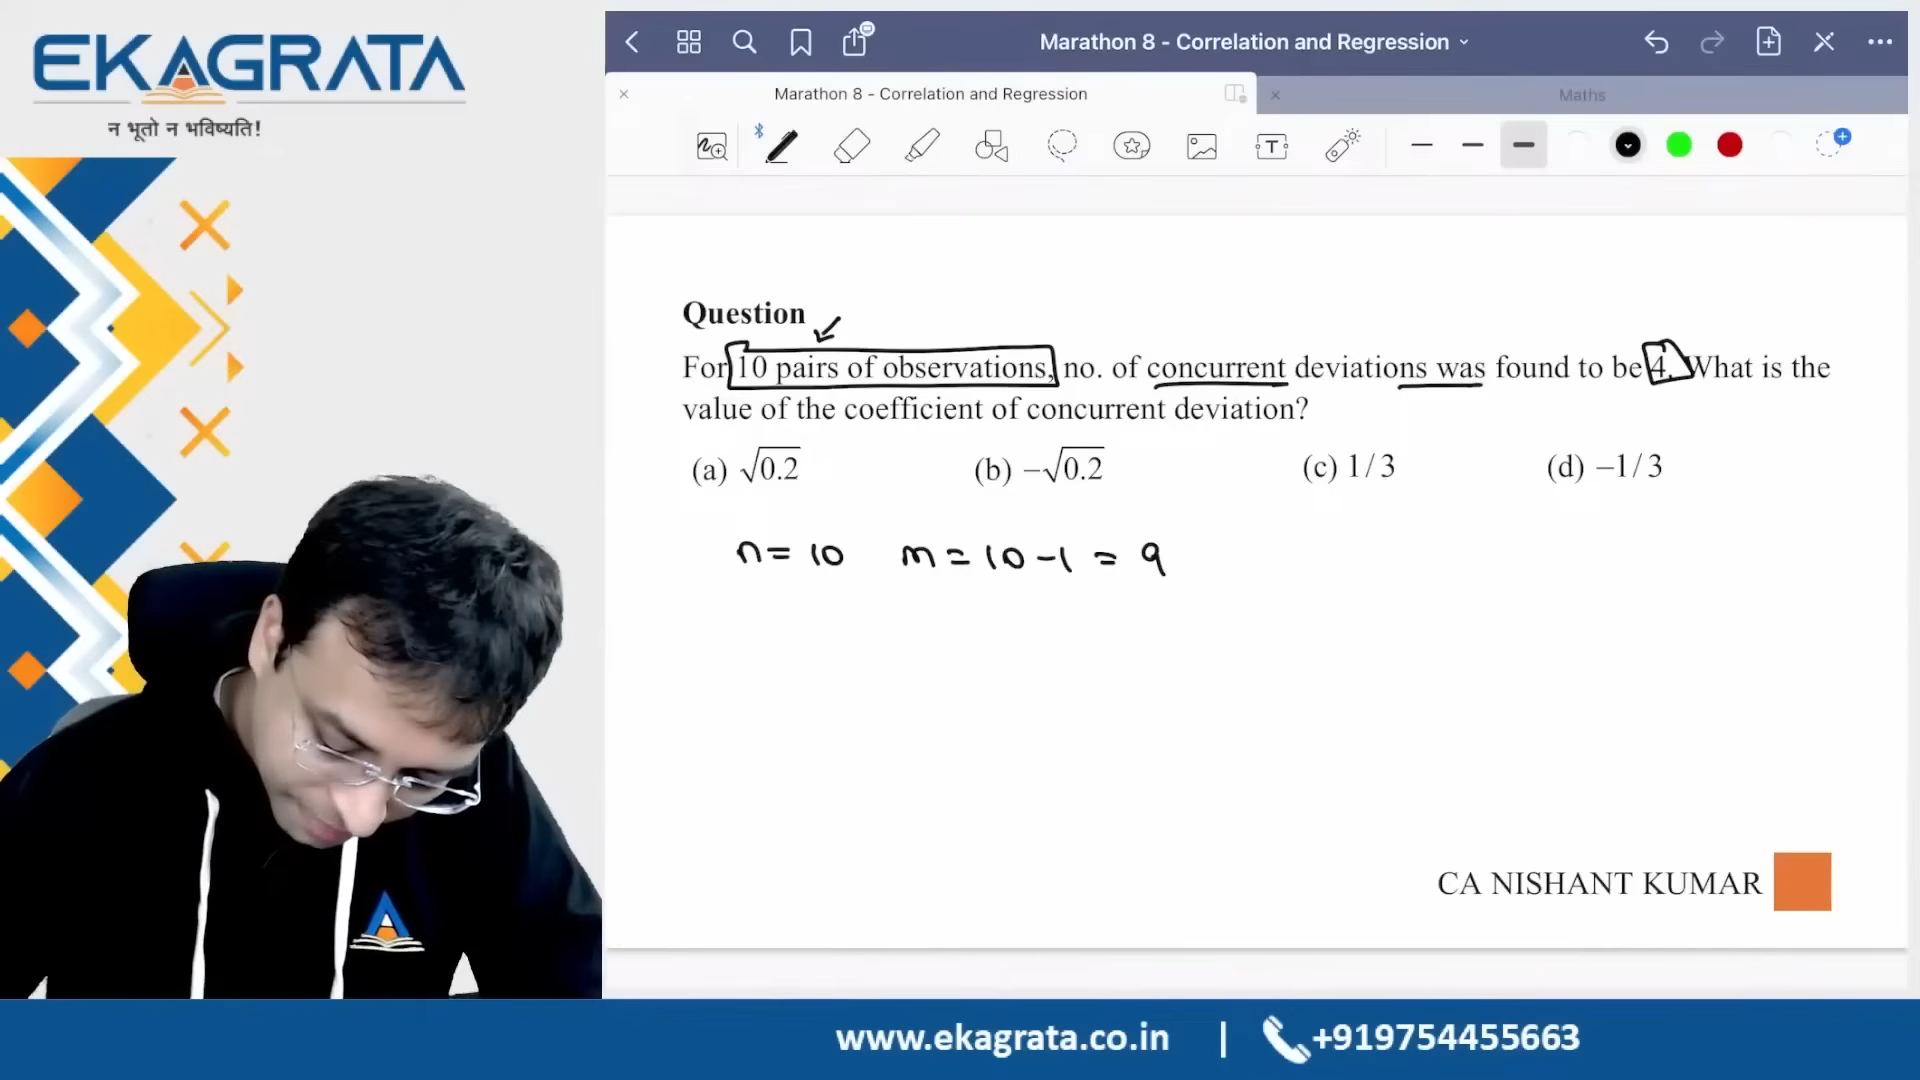 EKAGRATA
न भूतो न भविष्यति!
Marathon 8 - Correlation and Regression
Marathon 8 - Correlation and Regression
Maths
Question
For 10 pairs of observations, no. of concurrent deviations was found to be 4. What is the
value of the coefficient of concurrent deviation?
(a) √0.2 (b) −√0.2 (c) 1/3 (d) −1/3
n = 10 m = 10 - 1 = 9
CA NISHANT KUMAR
www.ekagrata.co.in | +919754455663